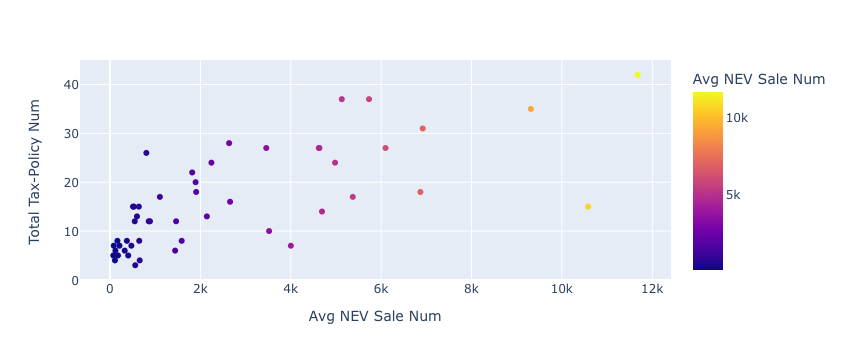 Avg NEV Sale Num
40
30
20
10
0
Total Tax-Policy Num
0
2k
4k
6k
8k
10k
12k
Avg NEV Sale Num
10k
5k